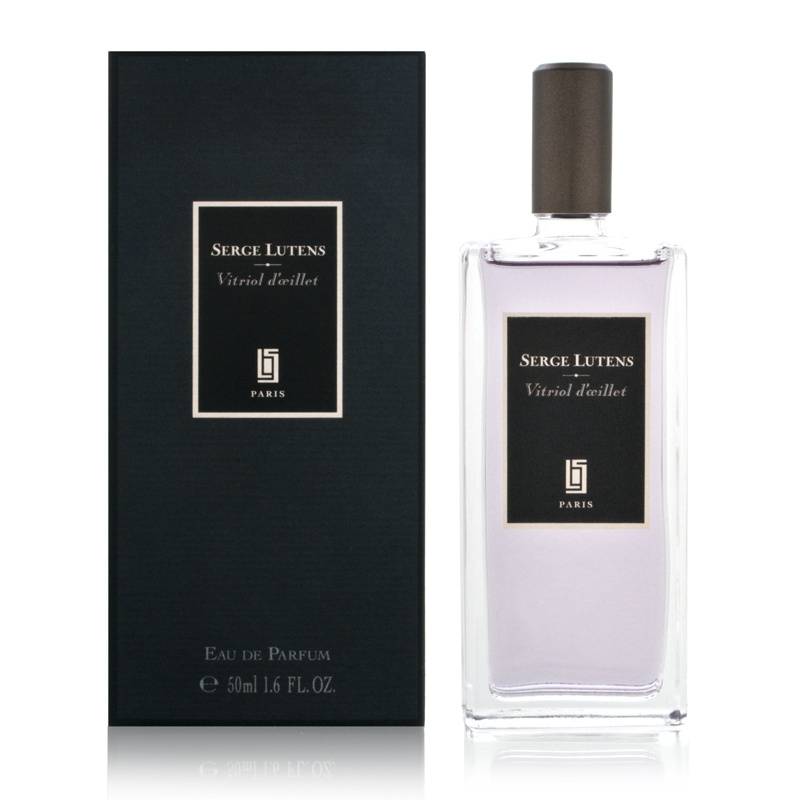 SERGE LUTENS
Vitriol d'œillet
PARIS
EAU DE PARFUM
℮ 50ml 1.6 FL.OZ.
SERGE LUTENS
Vitriol d'œillet
PARIS